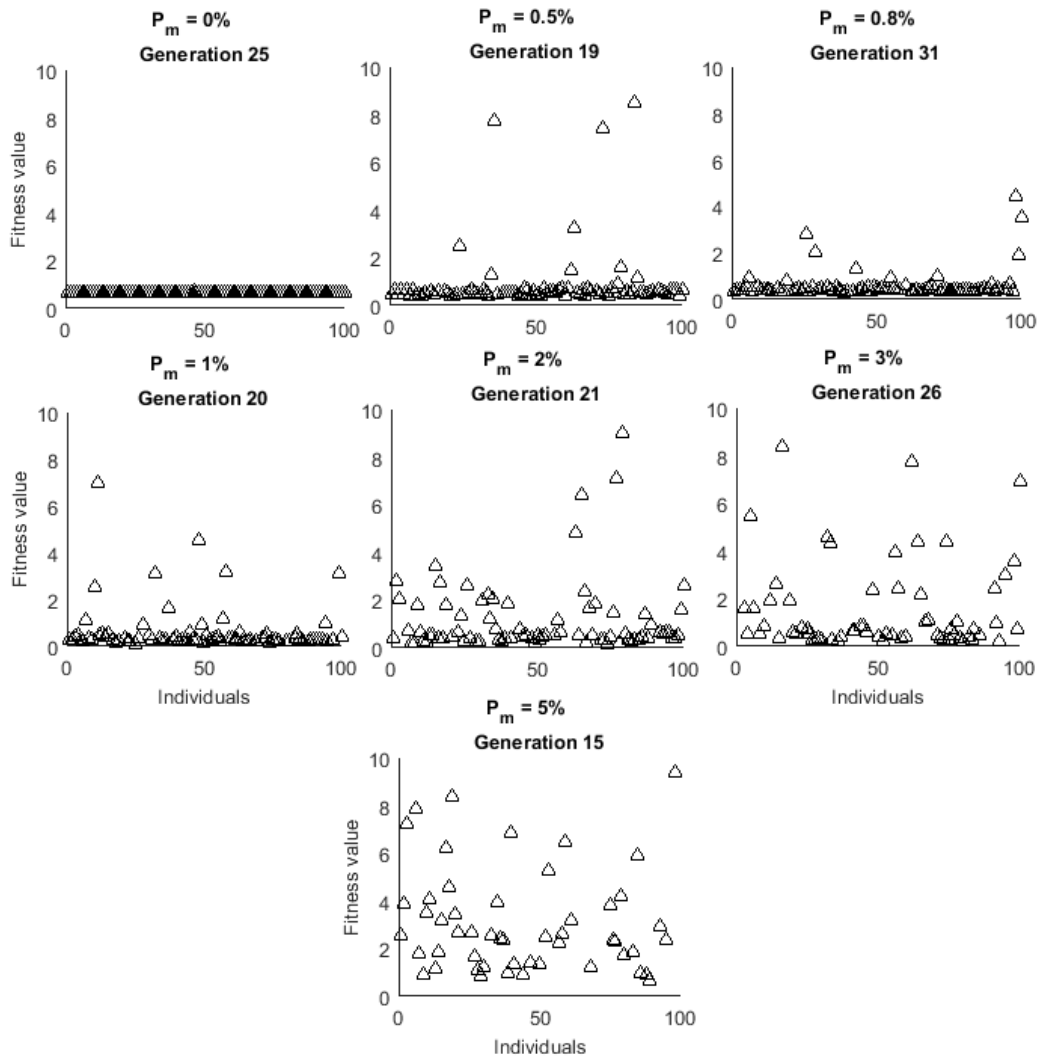 P_m = 0%
Generation 25
10
8
6
4
2
0
Fitness value
0 50 100
P_m = 0.5%
Generation 19
10
8
6
4
2
0
0 50 100
P_m = 0.8%
Generation 31
10
8
6
4
2
0
0 50 100
P_m = 1%
Generation 20
10
8
6
4
2
0
Fitness value
0 50 100
Individuals
P_m = 2%
Generation 21
10
8
6
4
2
0
0 50 100
P_m = 3%
Generation 26
10
8
6
4
2
0
0 50 100
Individuals
P_m = 5%
Generation 15
10
8
6
4
2
0
Fitness value
0 50 100
Individuals